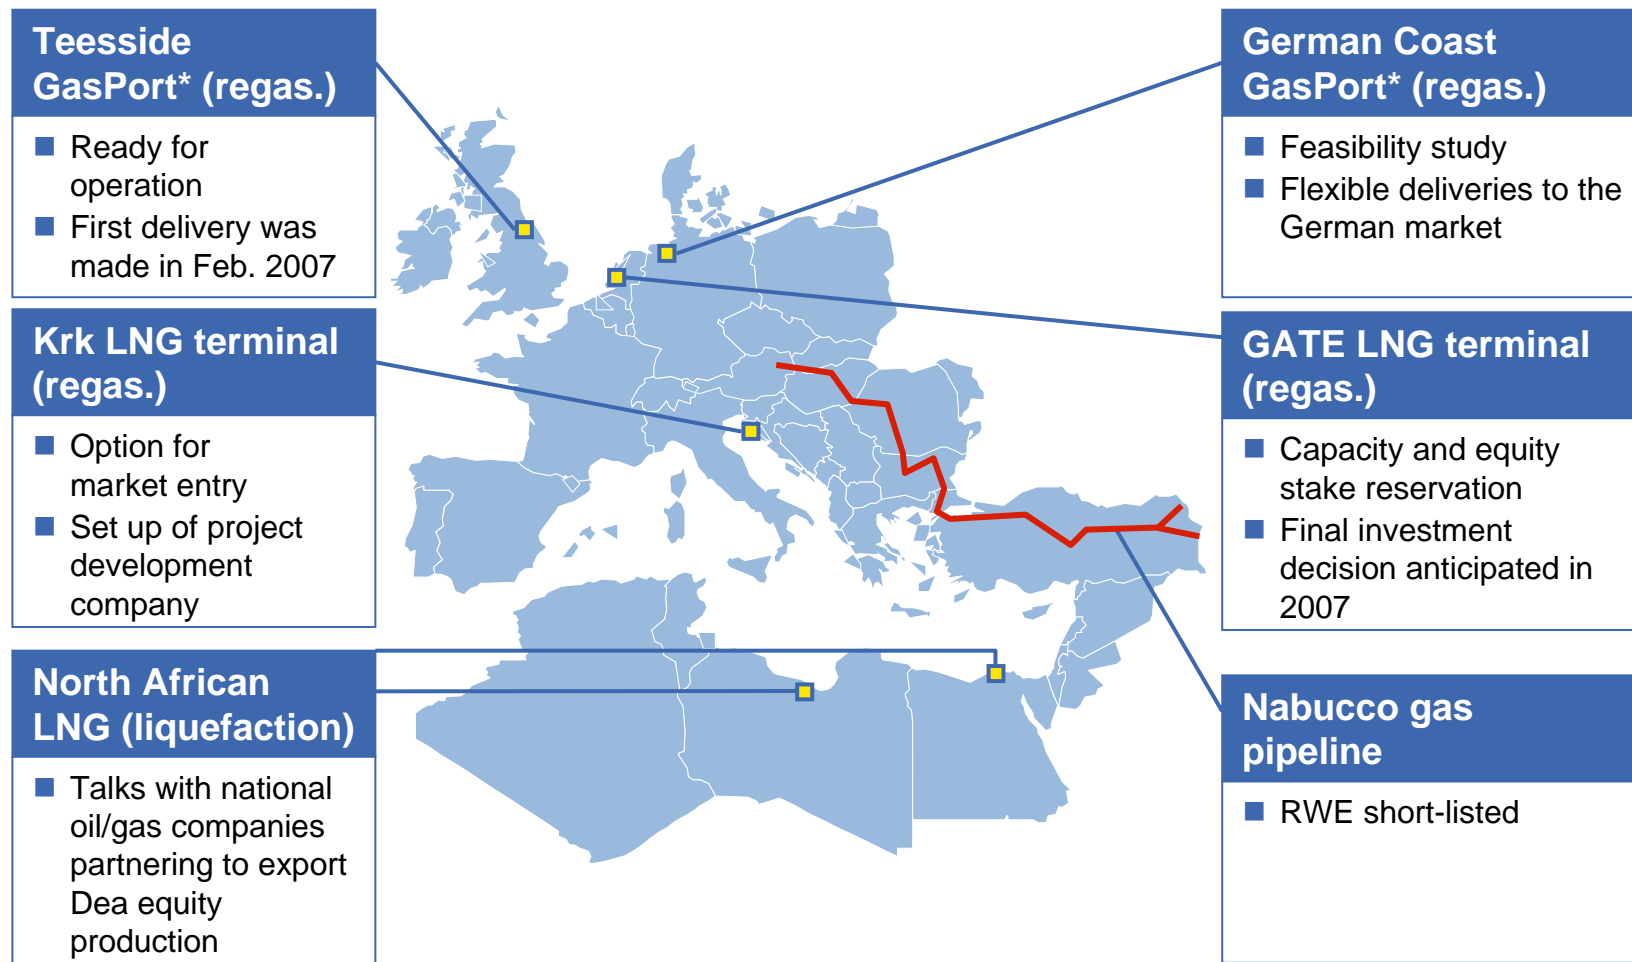 Teesside
GasPort* (regas.)
Ready for
operation
First delivery was
made in Feb. 2007
Krk LNG terminal
(regas.)
Option for
market entry
Set up of project
development
company
North African
LNG (liquefaction)
Talks with national
oil/gas companies
partnering to export
Dea equity
production
German Coast
GasPort* (regas.)
Feasibility study
Flexible deliveries to the
German market
GATE LNG terminal
(regas.)
Capacity and equity
stake reservation
Final investment
decision anticipated in
2007
Nabucco gas
pipeline
RWE short-listed